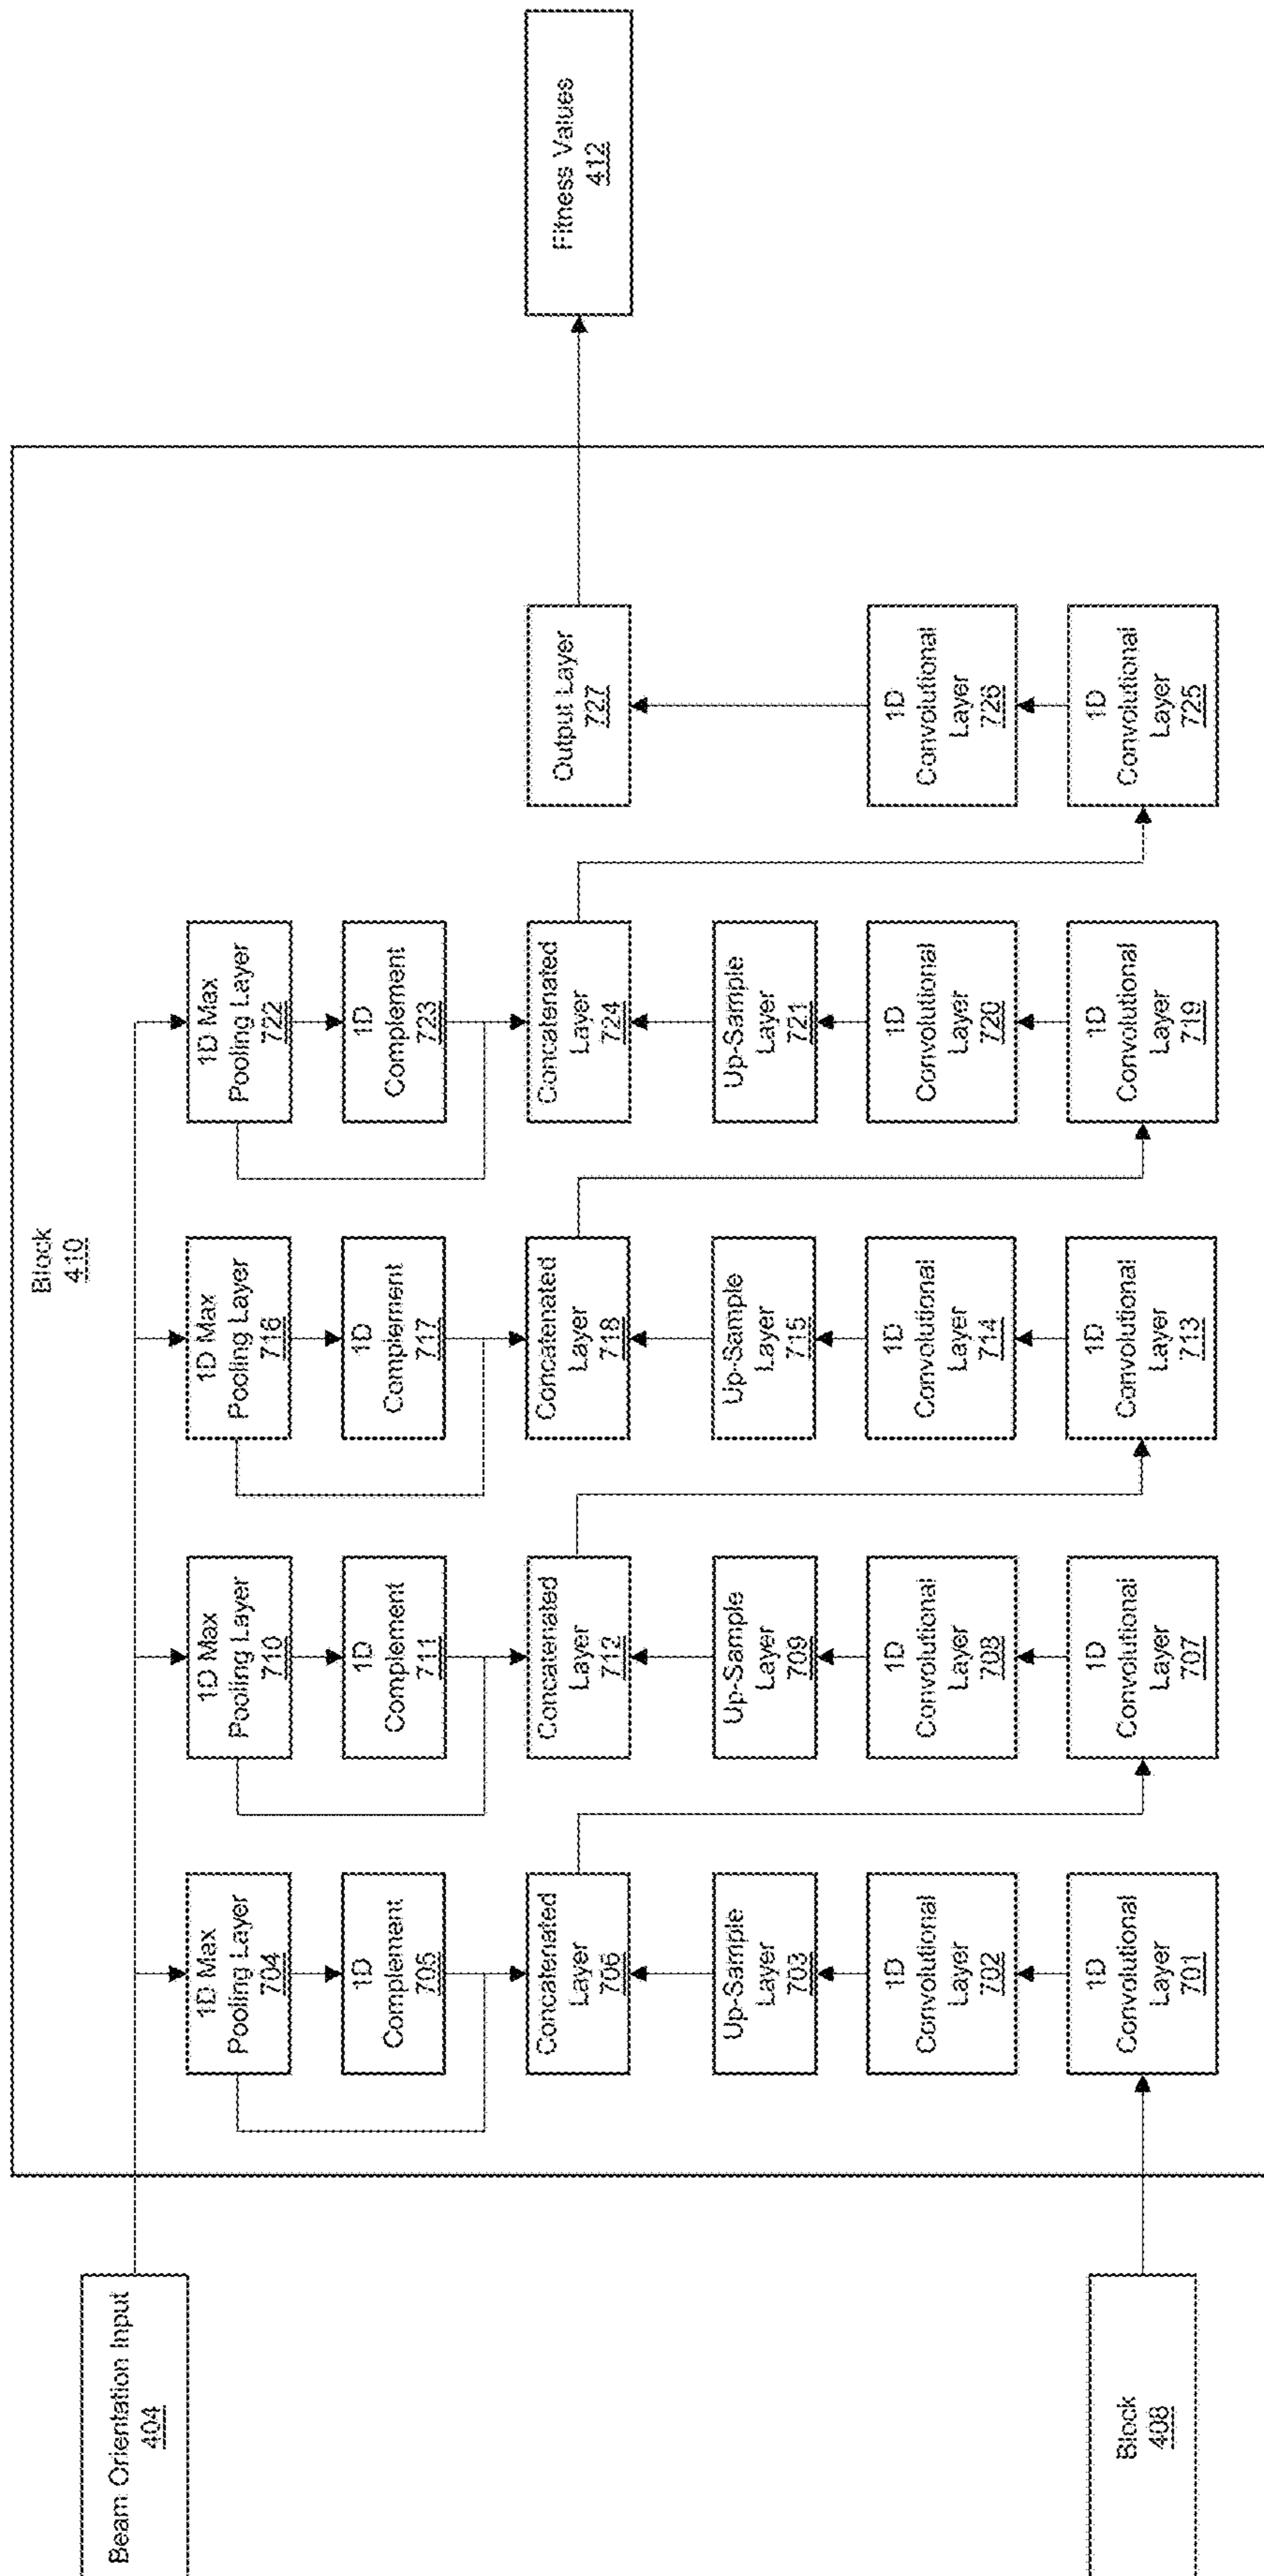 Block
410
Beam Orientation Input
404
1D Max
Pooling Layer
704
1D Max
Pooling Layer
710
1D Max
Pooling Layer
716
1D Max
Pooling Layer
722
1D
Complement
705
1D
Complement
711
1D
Complement
717
1D
Complement
723
Concatenated
Layer
706
Concatenated
Layer
712
Concatenated
Layer
718
Concatenated
Layer
724
Output Layer
727
Fitness Values
412
Up-Sample
Layer
703
Up-Sample
Layer
709
Up-Sample
Layer
715
Up-Sample
Layer
721
1D
Convolutional
Layer
702
1D
Convolutional
Layer
708
1D
Convolutional
Layer
714
1D
Convolutional
Layer
720
1D
Convolutional
Layer
726
Block
408
1D
Convolutional
Layer
701
1D
Convolutional
Layer
707
1D
Convolutional
Layer
713
1D
Convolutional
Layer
719
1D
Convolutional
Layer
725